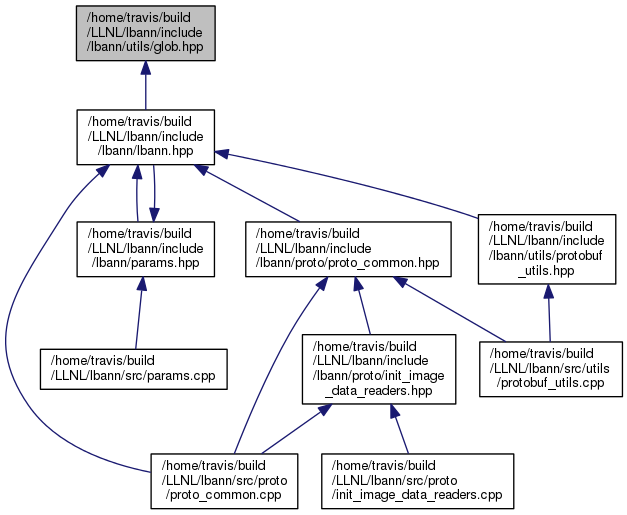 /home/travis/build
/LLNL/lbann/include
/lbann/utils/glob.hpp
/home/travis/build
/LLNL/lbann/include
/lbann/lbann.hpp
/home/travis/build
/LLNL/lbann/include
/lbann/params.hpp
/home/travis/build
/LLNL/lbann/include
/lbann/proto/proto_common.hpp
/home/travis/build
/LLNL/lbann/include
/lbann/utils/protobuf
_utils.hpp
/home/travis/build
/LLNL/lbann/src/params.cpp
/home/travis/build
/LLNL/lbann/include
/lbann/proto/init_image
_data_readers.hpp
/home/travis/build
/LLNL/lbann/src/utils
/protobuf_utils.cpp
/home/travis/build
/LLNL/lbann/src/proto
/proto_common.cpp
/home/travis/build
/LLNL/lbann/src/proto
/init_image_data_readers.cpp